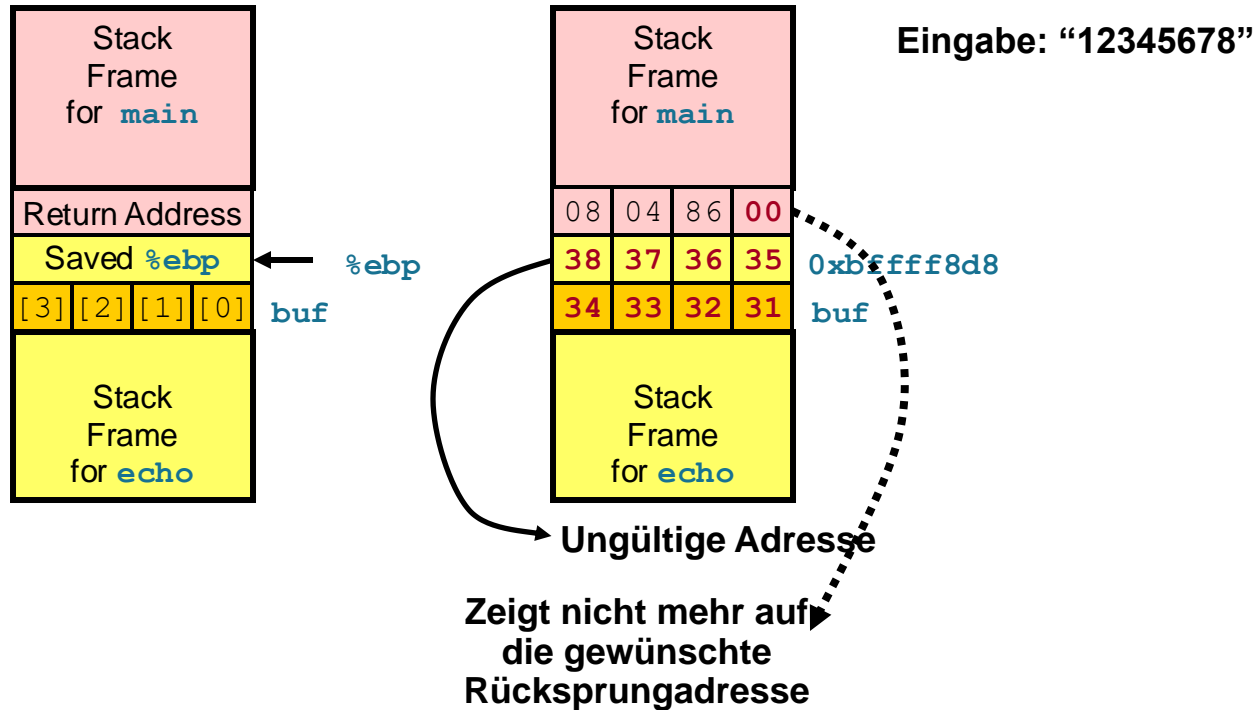 Stack
Frame
for main
Return Address
Saved %ebp
%ebp
[3] [2] [1] [0]
buf
Stack
Frame
for echo
Stack
Frame
for main
08 04 86 00
38 37 36 35
0xbffff8d8
34 33 32 31
buf
Stack
Frame
for echo
Eingabe: “12345678”
Ungültige Adresse
Zeigt nicht mehr auf
die gewünschte
Rücksprungadresse